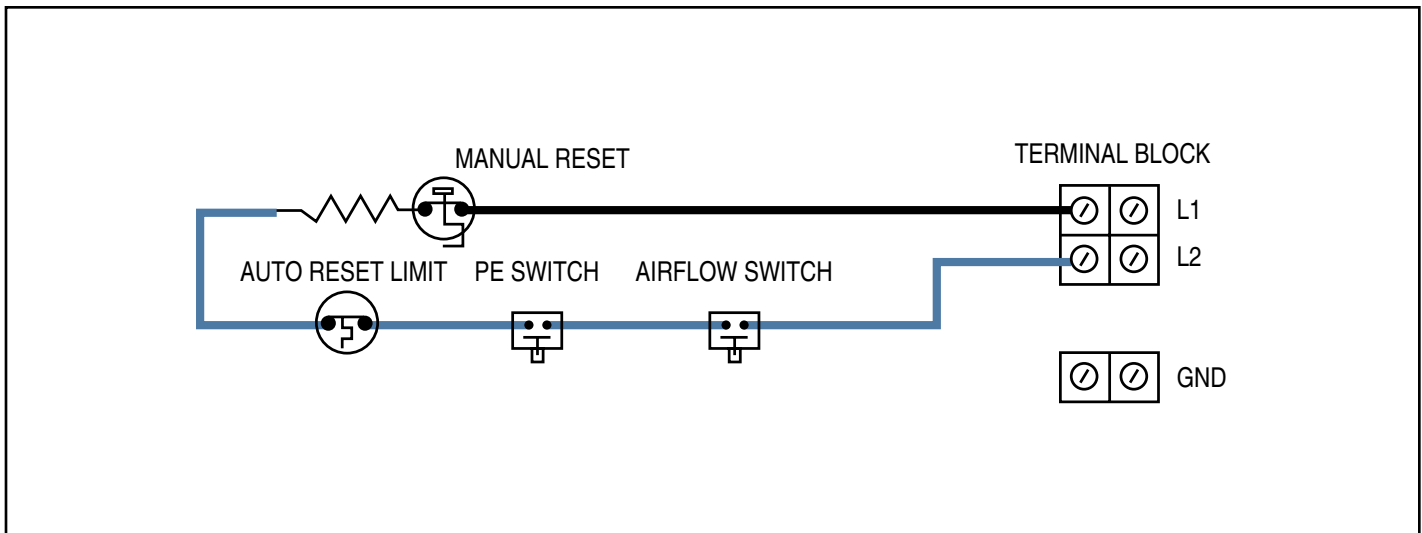 MANUAL RESET
TERMINAL BLOCK
L1
L2
AUTO RESET LIMIT
PE SWITCH
AIRFLOW SWITCH
GND